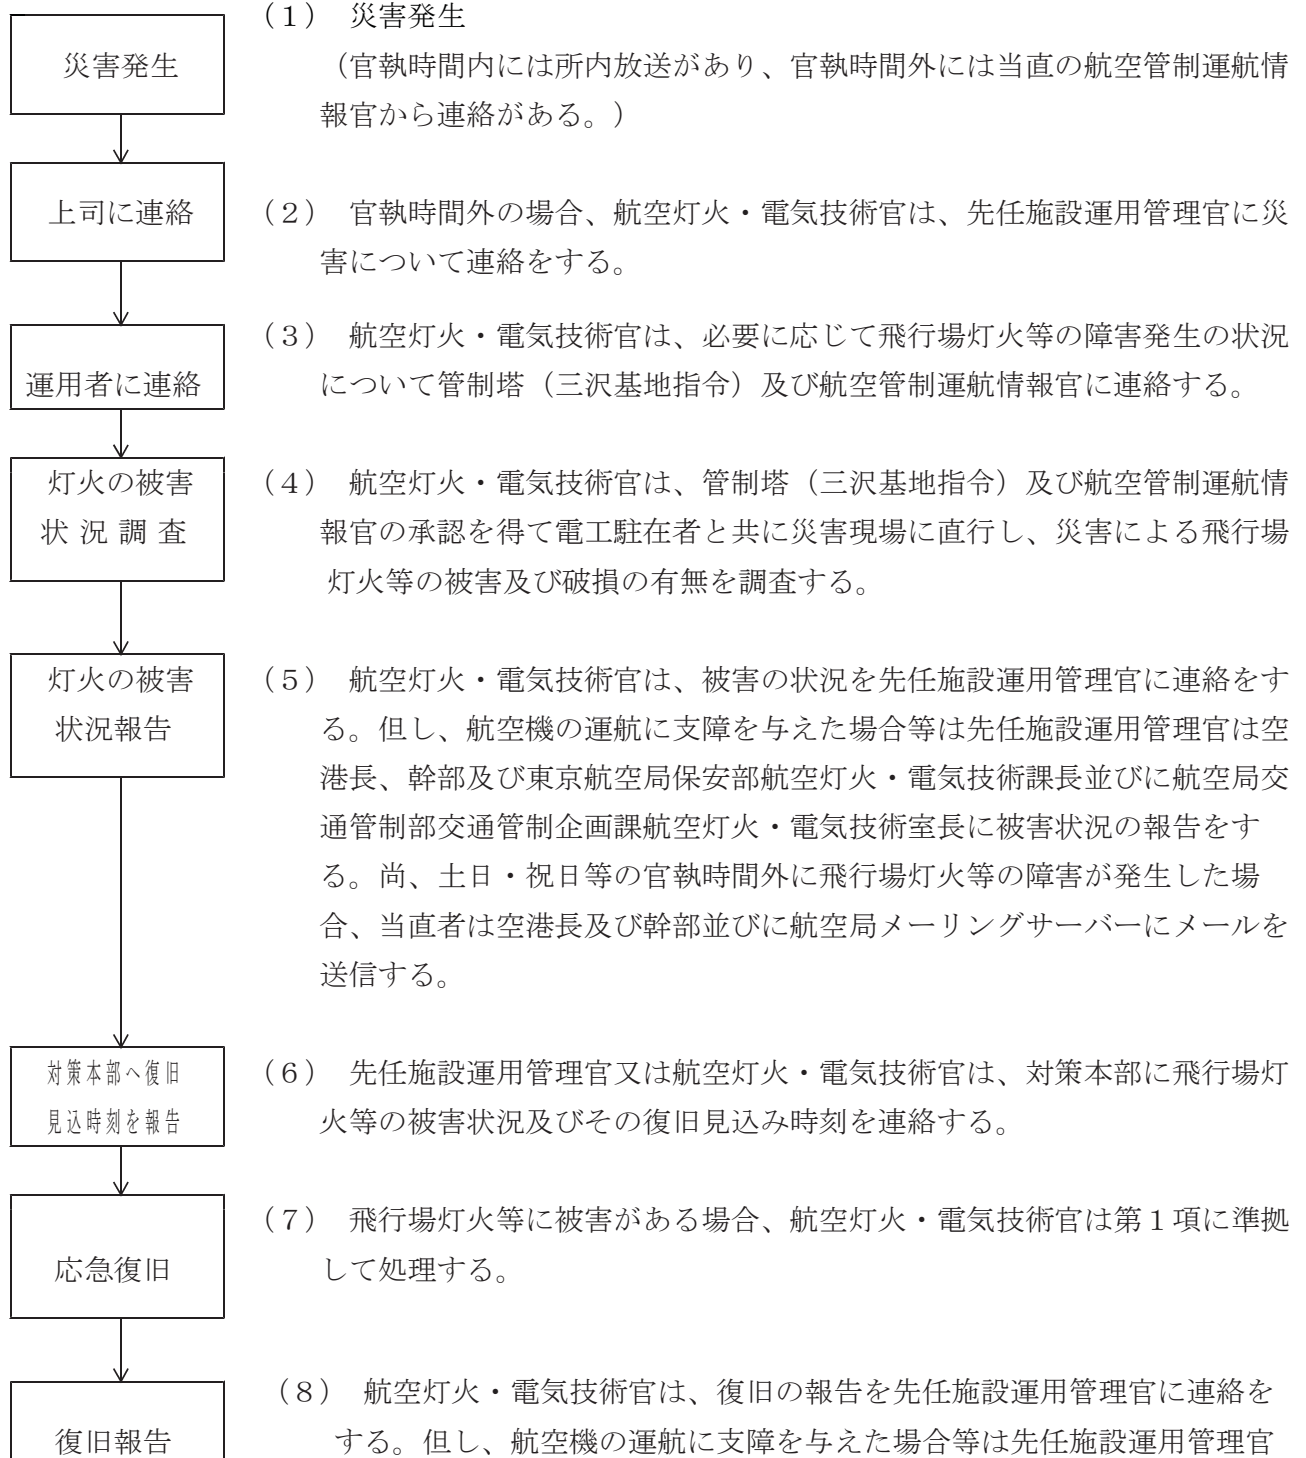 災害発生
（１）　災害発生
（官執時間内には所内放送があり、官執時間外には当直の航空管制運航情
報官から連絡がある。）
上司に連絡
（２）　官執時間外の場合、航空灯火・電気技術官は、先任施設運用管理官に災
害について連絡をする。
運用者に連絡
（３）　航空灯火・電気技術官は、必要に応じて飛行場灯火等の障害発生の状況
について管制塔（三沢基地指令）及び航空管制運航情報官に連絡する。
灯火の被害
状 況 調 査
（４）　航空灯火・電気技術官は、管制塔（三沢基地指令）及び航空管制運航情
報官の承認を得て電工駐在者と共に災害現場に直行し、災害による飛行場
灯火等の被害及び破損の有無を調査する。
灯火の被害
状況報告
（５）　航空灯火・電気技術官は、被害の状況を先任施設運用管理官に連絡をす
る。但し、航空機の運航に支障を与えた場合等は先任施設運用管理官は空
港長、幹部及び東京航空局保安部航空灯火・電気技術課長並びに航空局交
通管制部交通管制企画課航空灯火・電気技術室長に被害状況の報告をす
る。尚、土日・祝日等の官執時間外に飛行場灯火等の障害が発生した場
合、当直者は空港長及び幹部並びに航空局メーリングサーバーにメールを
送信する。
対策本部へ復旧
見込時刻を報告
（６）　先任施設運用管理官又は航空灯火・電気技術官は、対策本部に飛行場灯
火等の被害状況及びその復旧見込み時刻を連絡する。
応急復旧
（７）　飛行場灯火等に被害がある場合、航空灯火・電気技術官は第１項に準拠
して処理する。
復旧報告
（８）　航空灯火・電気技術官は、復旧の報告を先任施設運用管理官に連絡を
する。但し、航空機の運航に支障を与えた場合等は先任施設運用管理官